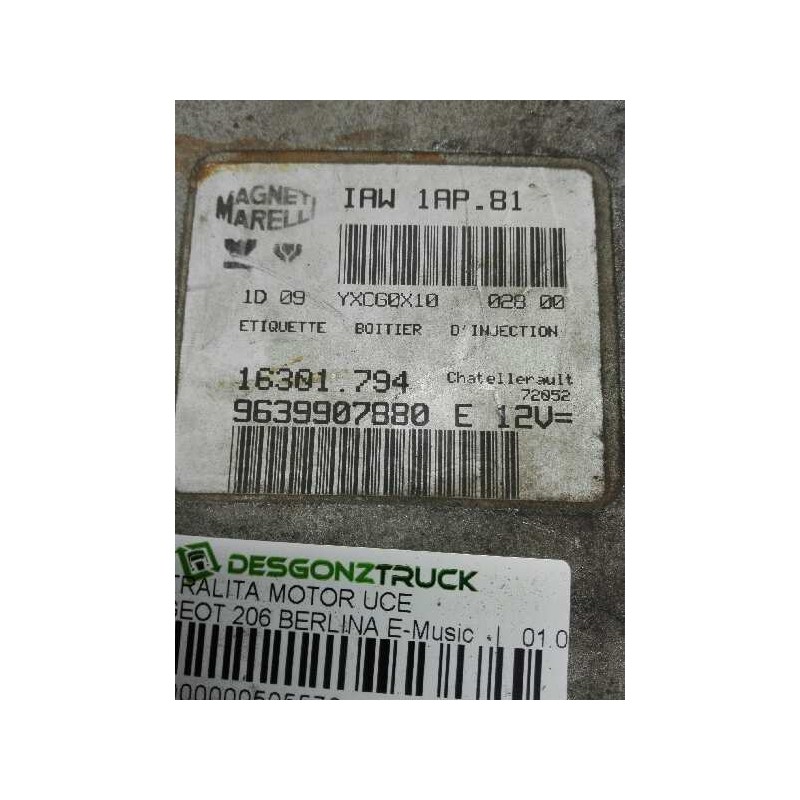 MAGNETI
MARELLI
IAW 1AP.81
1D 09 YXCG0X10 028 00
ETIQUETTE BOITIER D'INJECTION
16301.794
Chatellerault
72052
9639907880 E 12V=
DESGONZTRUCK
TRALITA MOTOR UCE
GEOT 206 BERLINA E-Music | 01.0